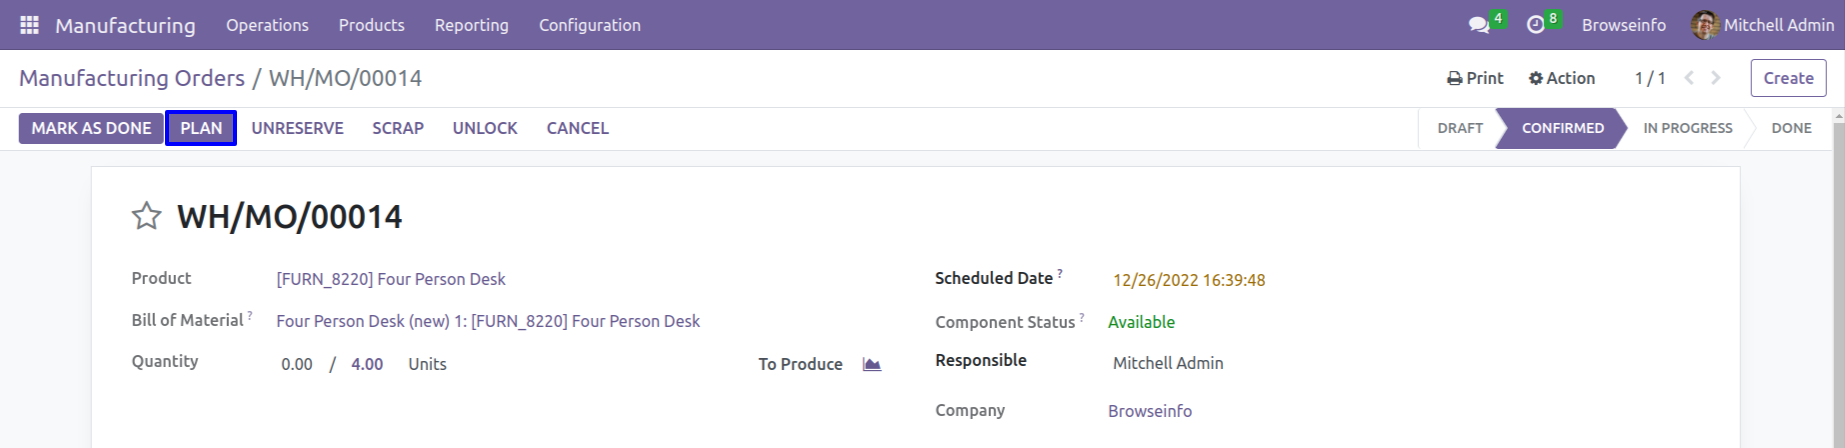 Manufacturing Operations Products Reporting Configuration 4 8 Browseinfo Mitchell Admin
Manufacturing Orders / WH/MO/00014 Print Action 1 / 1 Create
MARK AS DONE PLAN UNRESERVE SCRAP UNLOCK CANCEL DRAFT CONFIRMED IN PROGRESS DONE
WH/MO/00014
Product [FURN_8220] Four Person Desk Scheduled Date ? 12/26/2022 16:39:48
Bill of Material ? Four Person Desk (new) 1: [FURN_8220] Four Person Desk Component Status ? Available
Quantity 0.00 / 4.00 Units To Produce Responsible Mitchell Admin
Company Browseinfo